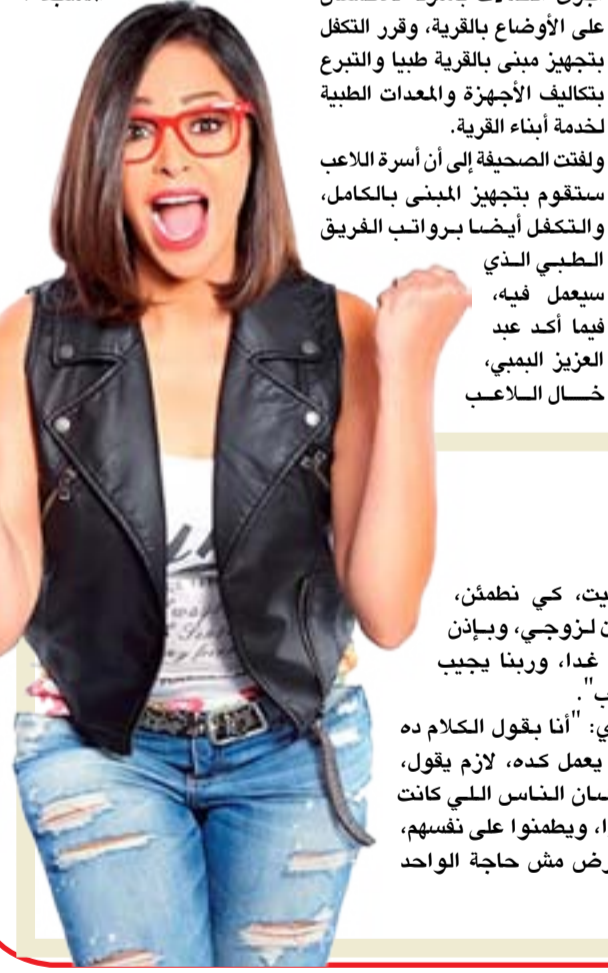 على الأوضاع بالقرية، وقرر التكفل
بتجهيز مبنى بالقرية طبيا والتبرع
بتكاليف الأجهزة والمعدات الطبية
لخدمة أبناء القرية.
ولفتت الصحيفة إلى أن أسرة اللاعب
ستقوم بتجهيز المبنى بالكامل،
والتكفل أيضا برواتب الفريق
الطبي الذي
سيعمل فيه،
فيما أكد عبد
العزيز البمبي،
خال اللاعب
كي نطمئن،
لزوجي، وبإذن
غدا، وربنا يجيب
"أنا بقول الكلام ده
يعمل كده، لازم يقول،
الناس اللي كانت
ويطمنوا على نفسهم،
مش حاجة الواحد